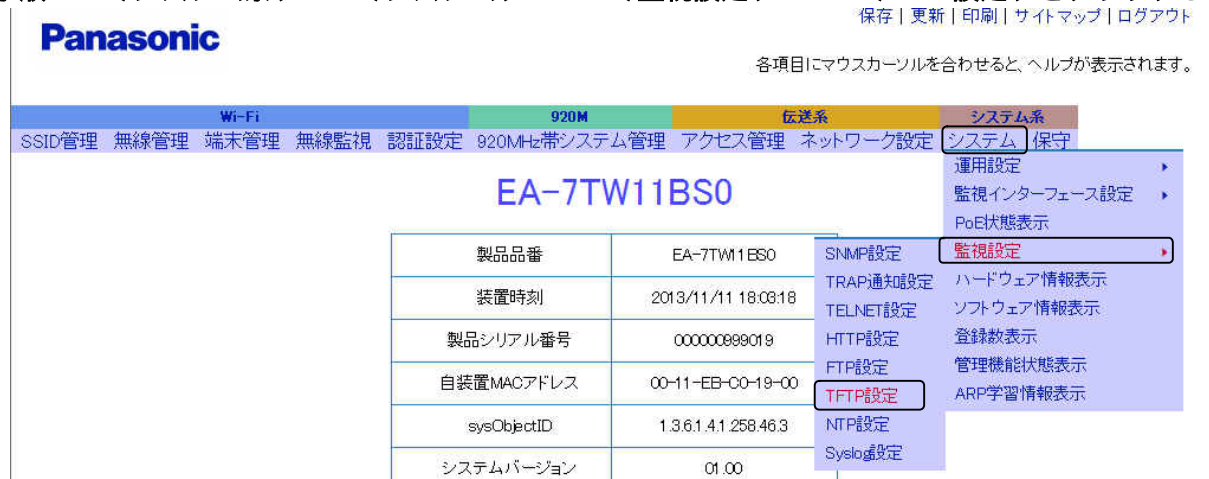 保存 | 更新 | 印刷 | サイトマップ | ログアウト
Panasonic
各項目にマウスカーソルを合わせると、ヘルプが表示されます。
Wi-Fi 920M 伝送系 システム系
SSID管理 無線管理 端末管理 無線監視 認証設定 920MHz帯システム管理 アクセス管理 ネットワーク設定 システム 保守
EA-7TW11BS0
製品品番 EA-7TW11BS0
装置時刻 2013/11/11 18:03:18
製品シリアル番号 000000999019
自装置MACアドレス 00-11-EB-C0-19-00
sysObjectID 1.3.6.1.4.1.258.46.3
システムバージョン 01.00
運用設定
監視インターフェース設定
PoE状態表示
監視設定
ハードウェア情報表示
ソフトウェア情報表示
登録数表示
管理機能状態表示
ARP学習情報表示
SNMP設定
TRAP通知設定
TELNET設定
HTTP設定
FTP設定
TFTP設定
NTP設定
Syslog設定